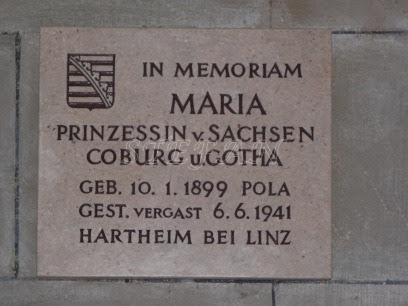 IN MEMORIAM
MARIA
PRINZESSIN v. SACHSEN
COBURG u. GOTHA
GEB. 10. 1. 1899 POLA
GEST. VERGAST 6. 6. 1941
HARTHEIM BEI LINZ